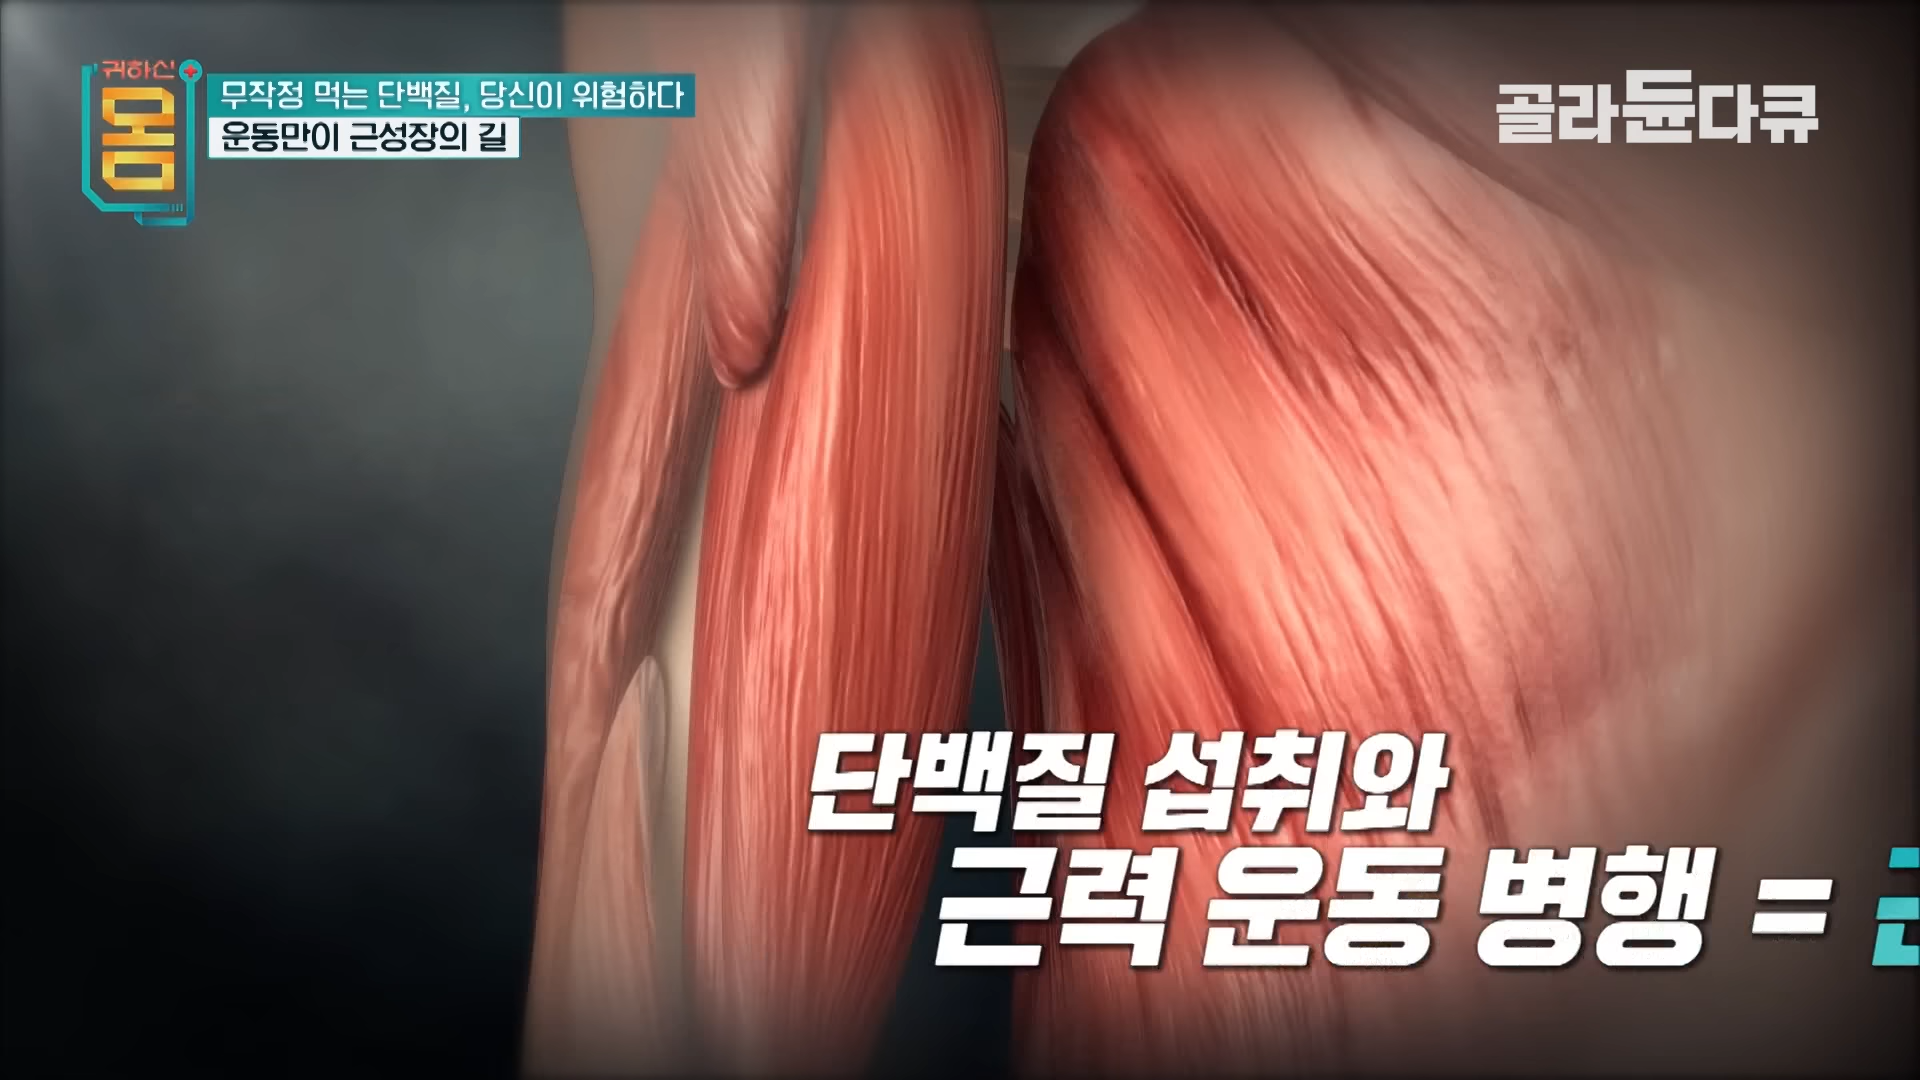 귀하신
몸
무작정 먹는 단백질, 당신이 위험하다
운동만이 근성장의 길
골라듄다큐
단백질 섭취와
근력 운동 병행 =